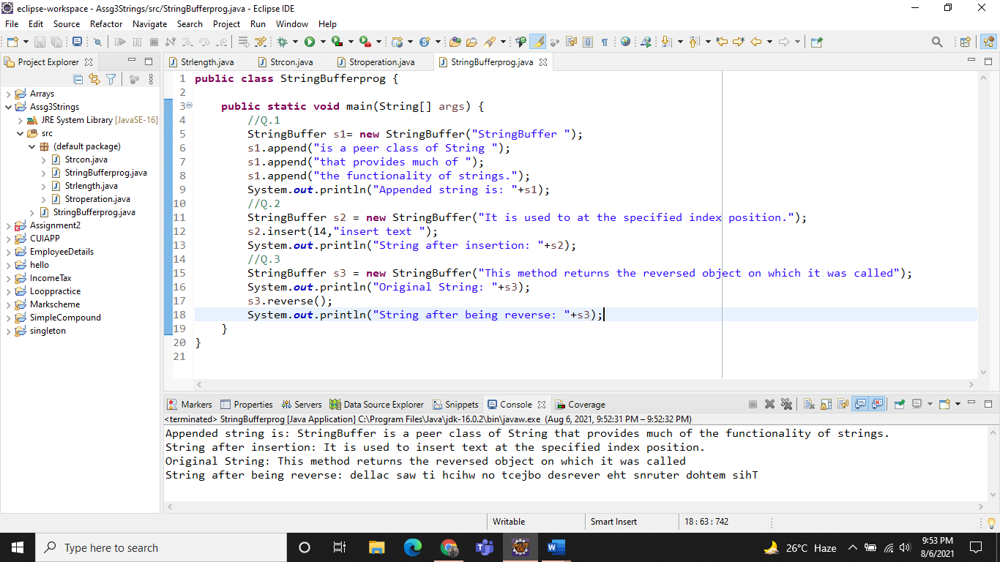 eclipse-workspace - Assg3Strings/src/StringBufferprog.java - Eclipse IDE
File Edit Source Refactor Navigate Search Project Run Window Help
Project Explorer
Arrays
Assg3Strings
JRE System Library [JavaSE-16]
src
(default package)
Strcon.java
StringBufferprog.java
Strlength.java
Stroperation.java
StringBufferprog.java
Assignment2
CUIAPP
EmployeeDetails
hello
IncomeTax
Looppractice
Markscheme
SimpleCompound
singleton
Strlength.java Strcon.java Stroperation.java StringBufferprog.java
1 public class StringBufferprog {
2
3 public static void main(String[] args) {
4 //Q.1
5 StringBuffer s1= new StringBuffer("StringBuffer ");
6 s1.append("is a peer class of String ");
7 s1.append("that provides much of ");
8 s1.append("the functionality of strings.");
9 System.out.println("Appended string is: "+s1);
10 //Q.2
11 StringBuffer s2 = new StringBuffer("It is used to at the specified index position.");
12 s2.insert(14,"insert text ");
13 System.out.println("String after insertion: "+s2);
14 //Q.3
15 StringBuffer s3 = new StringBuffer("This method returns the reversed object on which it was called");
16 System.out.println("Original String: "+s3);
17 s3.reverse();
18 System.out.println("String after being reverse: "+s3);
19 }
20 }
21
Markers Properties Servers Data Source Explorer Snippets Console Coverage
<terminated> StringBufferprog [Java Application] C:\Program Files\Java\jdk-16.0.2\bin\javaw.exe (Aug 6, 2021, 9:52:31 PM – 9:52:32 PM)
Appended string is: StringBuffer is a peer class of String that provides much of the functionality of strings.
String after insertion: It is used to insert text at the specified index position.
Original String: This method returns the reversed object on which it was called
String after being reverse: dellac saw ti hcihw no tcejbo desrever eht snruter dohtem sihT
Writable Smart Insert 18 : 63 : 742
Type here to search
JAVA EE IDE
26°C Haze
9:53 PM
8/6/2021